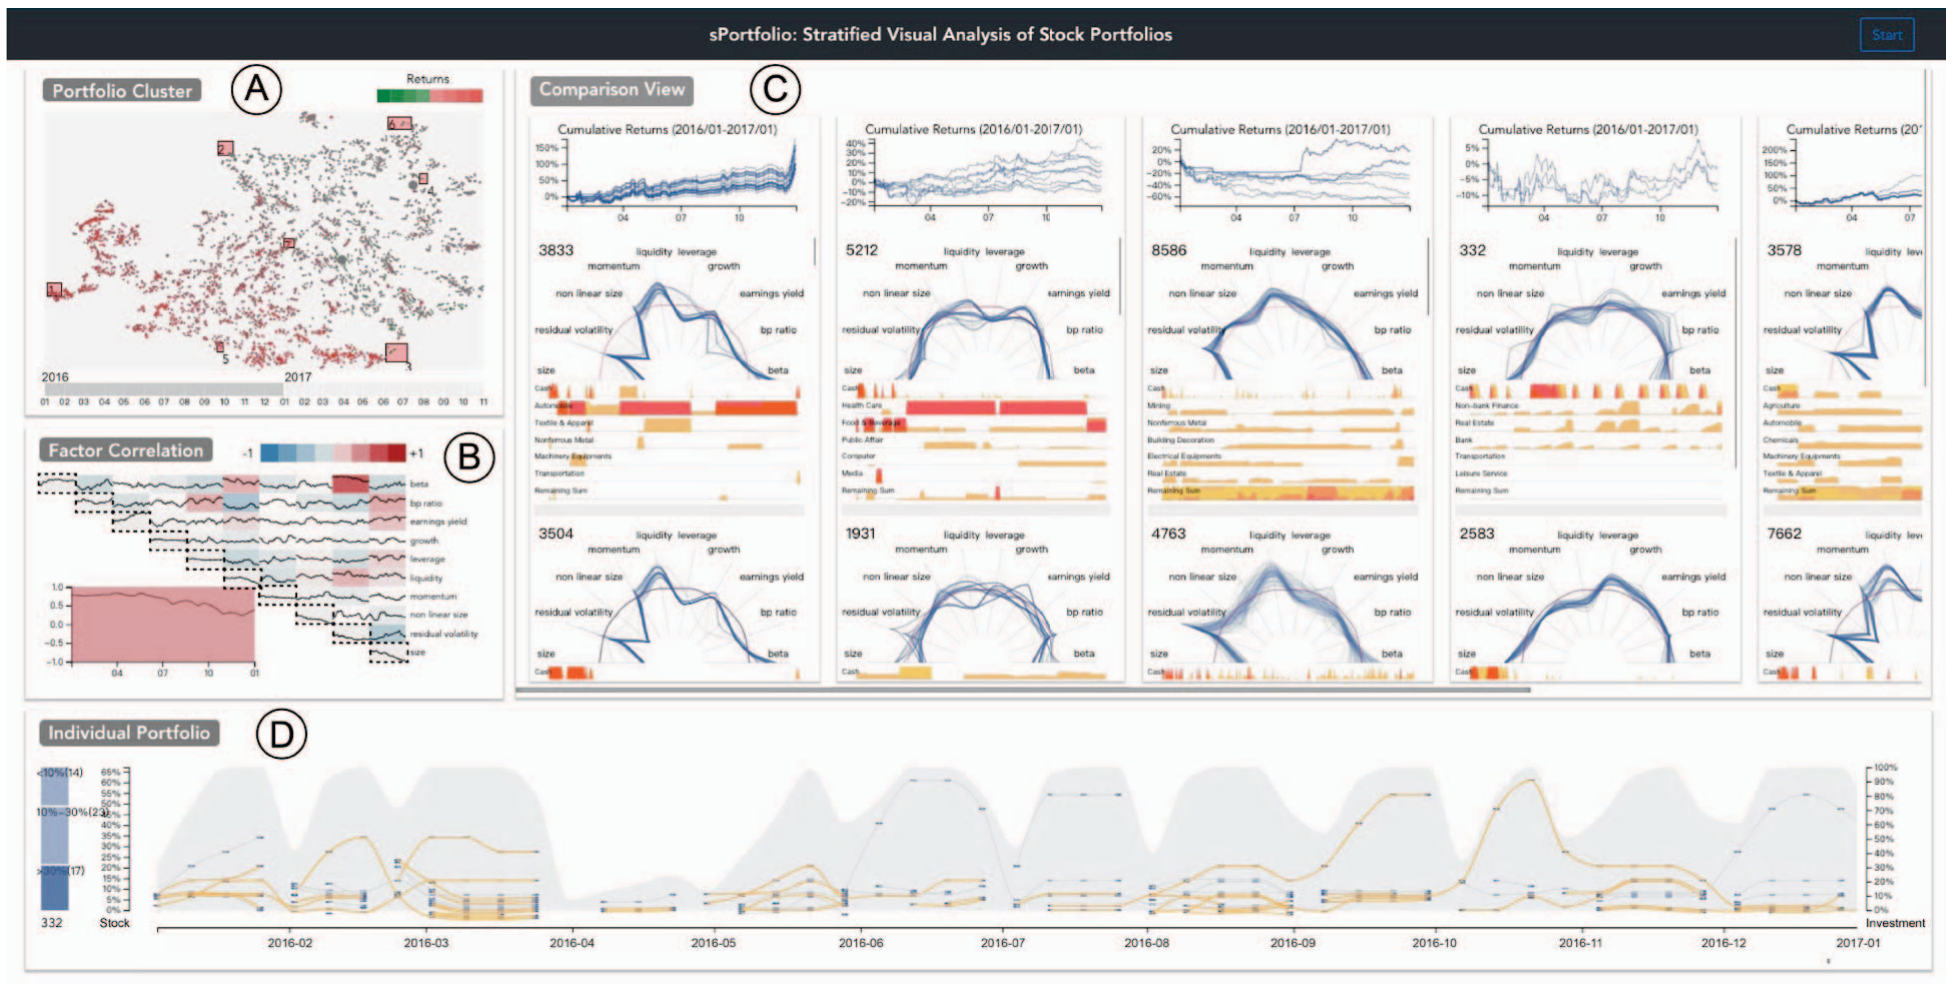 sPortfolio: Stratified Visual Analysis of Stock Portfolios
Start
Portfolio Cluster
A
Returns
6
2
4
7
1
5
3
2016
2017
01 02 03 04 05 06 07 08 09 10 11 12 01 02 03 04 05 06 07 08 09 10 11
Factor Correlation
-1
+1
B
beta
bp ratio
earnings yield
growth
leverage
liquidity
momentum
non linear size
residual volatility
size
1.0
0.5
0.0
-0.5
-1.0
04 07 10 01
Comparison View
C
Cumulative Returns (2016/01-2017/01)
150%
100%
50%
0%
04 07 10
3833
liquidity leverage
momentum growth
non linear size earnings yield
residual volatility bp ratio
size beta
Cash
Automobile
Textile & Apparel
Nonferrous Metal
Machinery Equipments
Transportation
Remaining Sum
3504
liquidity leverage
momentum growth
non linear size earnings yield
residual volatility bp ratio
size beta
Cash
Cumulative Returns (2016/01-2017/01)
40%
30%
20%
10%
0%
-10%
-20%
04 07 10
5212
liquidity leverage
momentum growth
non linear size earnings yield
residual volatility bp ratio
size beta
Cash
Health Care
Food & Beverage
Public Affair
Computer
Media
Remaining Sum
1931
liquidity leverage
momentum growth
non linear size earnings yield
residual volatility bp ratio
size beta
Cash
Cumulative Returns (2016/01-2017/01)
20%
0%
-20%
-40%
-60%
04 07 10
8586
liquidity leverage
momentum growth
non linear size earnings yield
residual volatility bp ratio
size beta
Cash
Mining
Nonferrous Metal
Building Decoration
Electrical Equipments
Real Estate
Remaining Sum
4763
liquidity leverage
momentum growth
non linear size earnings yield
residual volatility bp ratio
size beta
Cash
Cumulative Returns (2016/01-2017/01)
5%
0%
-5%
-10%
04 07 10
332
liquidity leverage
momentum growth
non linear size earnings yield
residual volatility bp ratio
size beta
Cash
Non-bank Finance
Real Estate
Bank
Transportation
Leisure Service
Remaining Sum
2583
liquidity leverage
momentum growth
non linear size earnings yield
residual volatility bp ratio
size beta
Cash
Cumulative Returns (20
200%
150%
100%
50%
0%
04 07
3578
liquidity lev
momentum
non linear size
residual volatility
size
Cash
Agriculture
Automobile
Chemicals
Machinery Equipments
Textile & Apparel
Remaining Sum
7662
liquidity lev
momentum
non linear size
residual volatility
size
Cash
Individual Portfolio
D
<10%(14)
10%-30%(23)
>30%(17)
332
65%
60%
55%
50%
45%
40%
35%
30%
25%
20%
15%
10%
5%
0%
Stock
100%
90%
80%
70%
60%
50%
40%
30%
20%
10%
0%
Investment
2016-02 2016-03 2016-04 2016-05 2016-06 2016-07 2016-08 2016-09 2016-10 2016-11 2016-12 2017-01